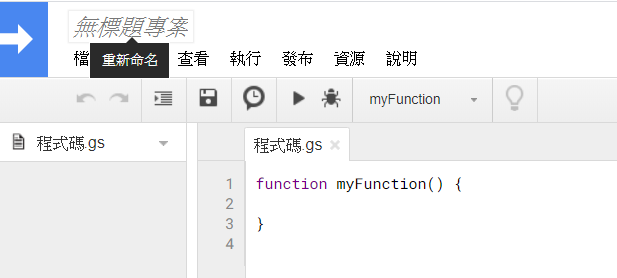 無標題專案
檔 查看 執行 發布 資源 說明
重新命名
myFunction
程式碼.gs
程式碼.gs ×
1 function myFunction() {
2
3 }
4